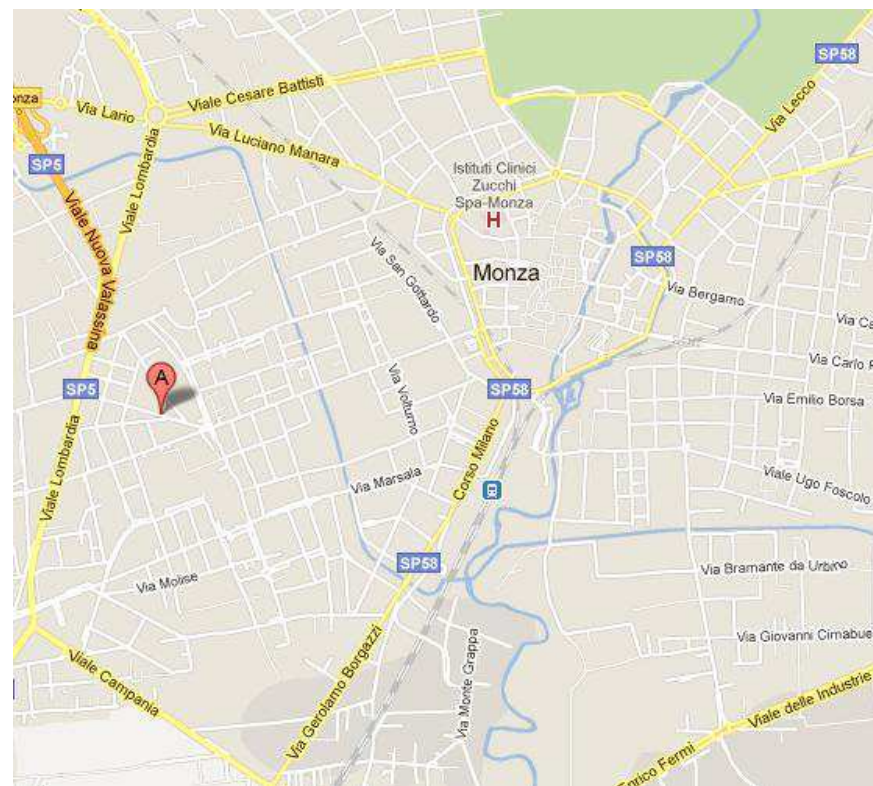 SP58
Viale Cesare Battisti
onza
Via Lario
Via Lecco
Via Luciano Manara
SP5
Istituti Clinici
Zucchi
Spa-Monza
H
Viale Lombardia
Viale Nuova Valassina
Via San Gottardo
SP58
Monza
Via Bergamo
Via Ca
Via Carlo
A
SP5
SP58
Via Volturno
Via Emilio Borsa
Corso Milano
Viale Lombardia
Via Marsala
Viale Ugo Foscolo
SP58
Via Molise
Via Bramante da Urbino
Via Giovanni Cimabue
Via Monte Grappa
Viale Campania
Via Gerolamo Borgazzi
Viale delle Industrie
Enrico Fermi